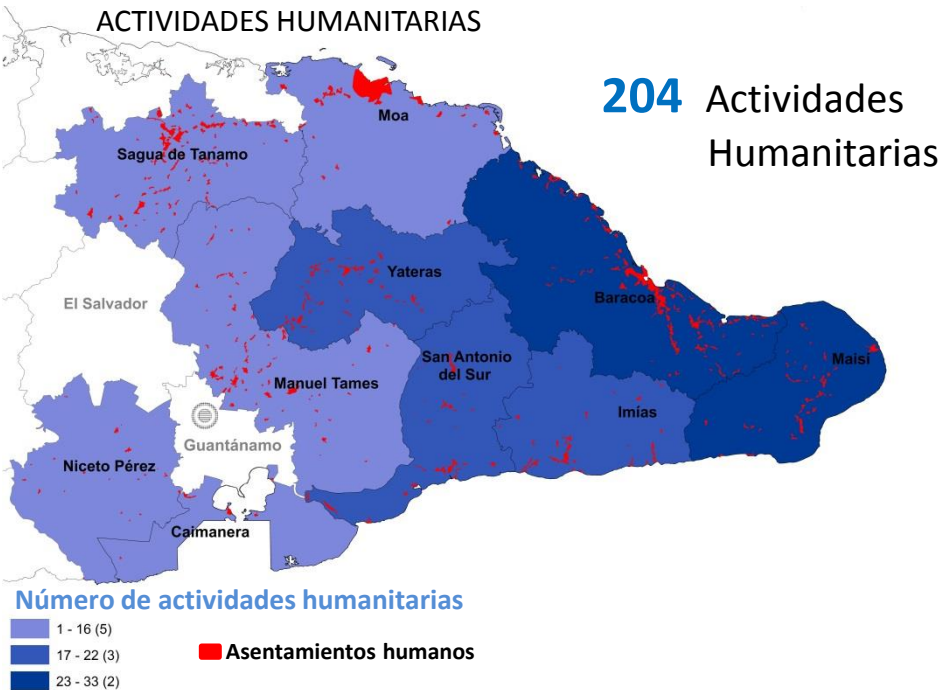 ACTIVIDADES HUMANITARIAS
204 Actividades
Humanitarias
Moa
Sagua de Tanamo
Yateras
El Salvador
Baracoa
San Antonio
del Sur
Maisí
Manuel Tames
Imías
Guantánamo
Niceto Pérez
Caimanera
Número de actividades humanitarias
1 - 16 (5)
17 - 22 (3)
23 - 33 (2)
Asentamientos humanos